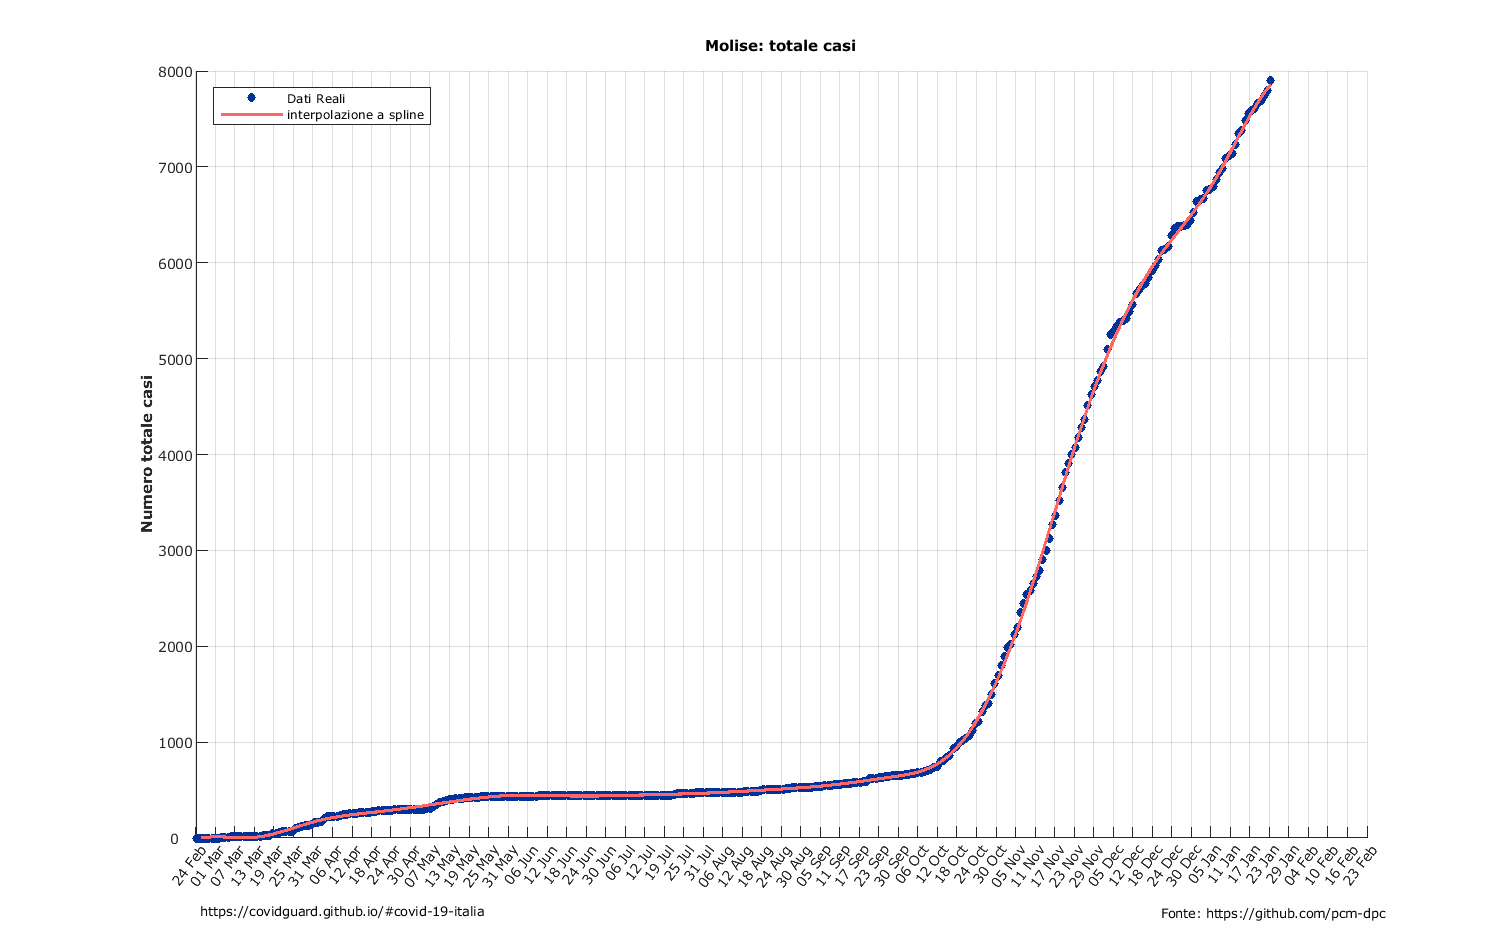 Molise: totale casi
Dati Reali
interpolazione a spline
Numero totale casi
8000
7000
6000
5000
4000
3000
2000
1000
0
24 Feb
01 Mar
07 Mar
13 Mar
19 Mar
25 Mar
31 Mar
06 Apr
12 Apr
18 Apr
24 Apr
30 Apr
07 May
13 May
19 May
25 May
31 May
06 Jun
12 Jun
18 Jun
24 Jun
30 Jun
06 Jul
12 Jul
19 Jul
25 Jul
31 Jul
06 Aug
12 Aug
18 Aug
24 Aug
30 Aug
05 Sep
11 Sep
17 Sep
23 Sep
30 Sep
06 Oct
12 Oct
18 Oct
24 Oct
30 Oct
05 Nov
11 Nov
17 Nov
23 Nov
29 Nov
05 Dec
12 Dec
18 Dec
24 Dec
30 Dec
05 Jan
11 Jan
17 Jan
23 Jan
29 Jan
04 Feb
10 Feb
16 Feb
23 Feb
https://covidguard.github.io/#covid-19-italia
Fonte: https://github.com/pcm-dpc